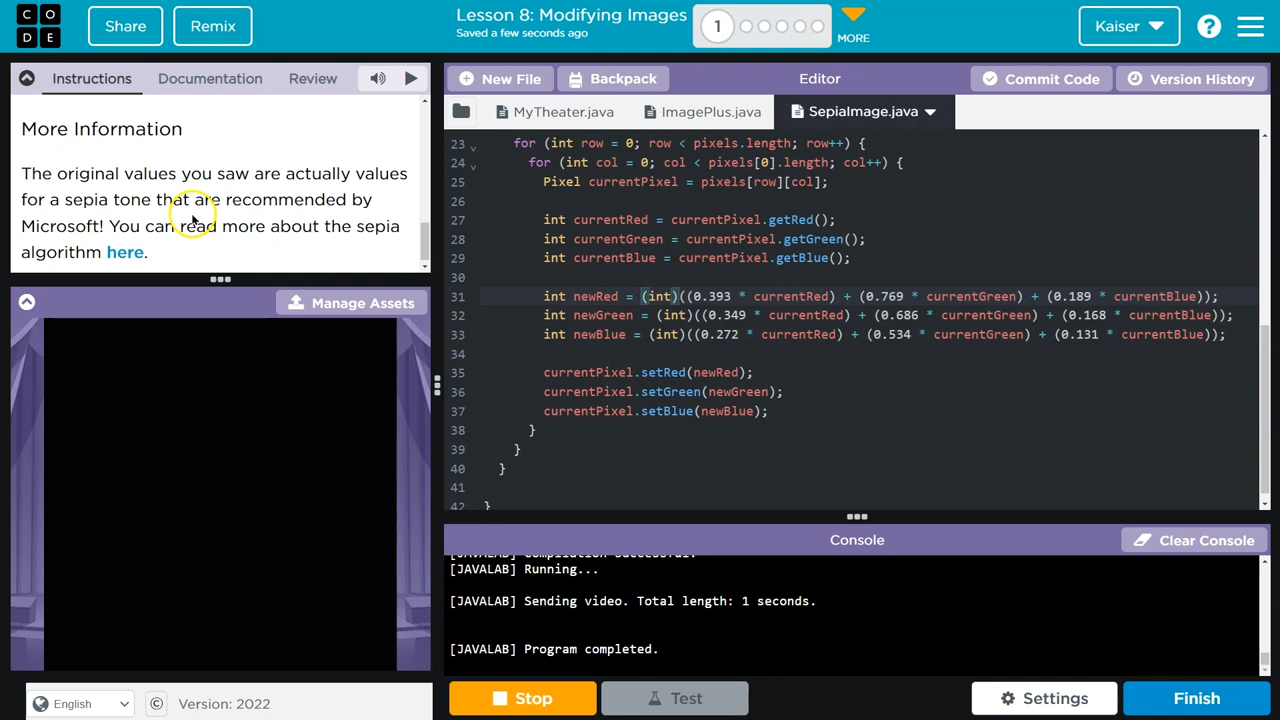 CO
DE
Share
Remix
Lesson 8: Modifying Images
Saved a few seconds ago
1
MORE
Kaiser
?
Instructions
Documentation
Review
New File
Backpack
Editor
Commit Code
Version History
MyTheater.java
ImagePlus.java
SepiaImage.java
More Information
The original values you saw are actually values
for a sepia tone that are recommended by
Microsoft! You can read more about the sepia
algorithm here.
Manage Assets
23 for (int row = 0; row < pixels.length; row++) {
24 for (int col = 0; col < pixels[0].length; col++) {
25 Pixel currentPixel = pixels[row][col];
26
27 int currentRed = currentPixel.getRed();
28 int currentGreen = currentPixel.getGreen();
29 int currentBlue = currentPixel.getBlue();
30
31 int newRed = (int)((0.393 * currentRed) + (0.769 * currentGreen) + (0.189 * currentBlue));
32 int newGreen = (int)((0.349 * currentRed) + (0.686 * currentGreen) + (0.168 * currentBlue));
33 int newBlue = (int)((0.272 * currentRed) + (0.534 * currentGreen) + (0.131 * currentBlue));
34
35 currentPixel.setRed(newRed);
36 currentPixel.setGreen(newGreen);
37 currentPixel.setBlue(newBlue);
38 }
39 }
40 }
41
42 }
Console
Clear Console
[JAVALAB] Compilation successful.
[JAVALAB] Running...
[JAVALAB] Sending video. Total length: 1 seconds.
[JAVALAB] Program completed.
English
©
Version: 2022
Stop
Test
Settings
Finish